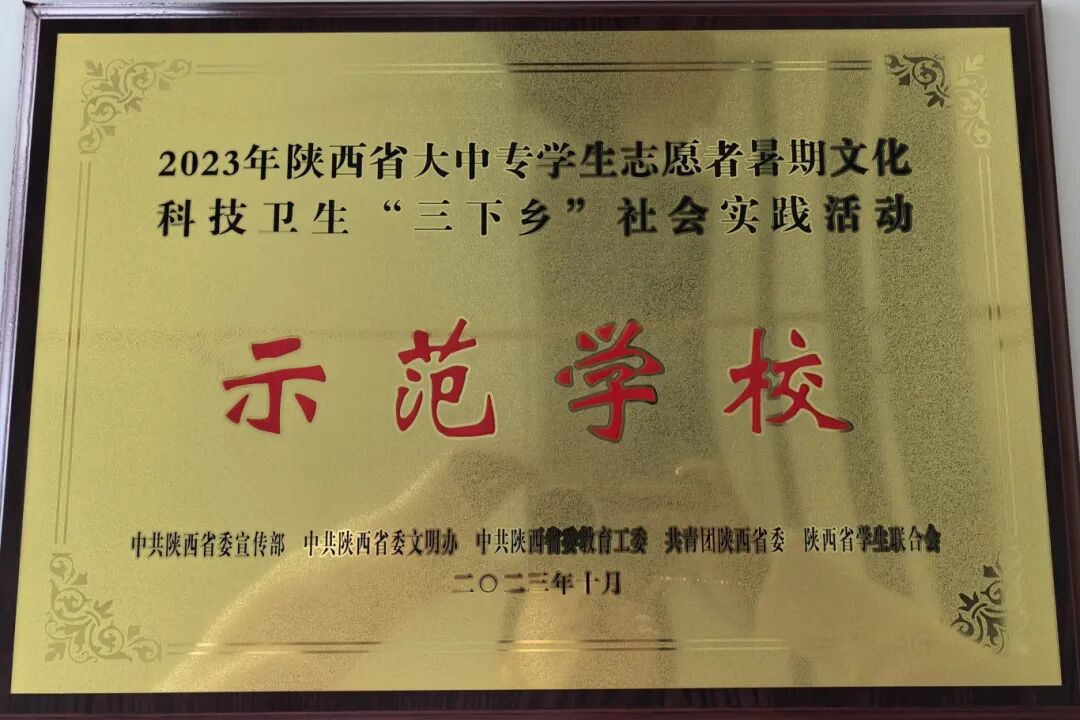 2023年陕西省大中专学生志愿者暑期文化
科技卫生“三下乡”社会实践活动
示范学校
中共陕西省委宣传部 中共陕西省委文明办 中共陕西省委教育工委 共青团陕西省委 陕西省学生联合会
二〇二三年十月